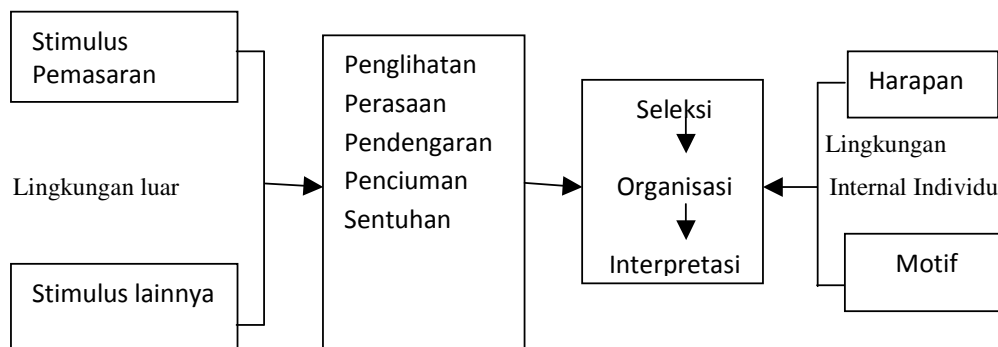 Stimulus
Pemasaran
Lingkungan luar
Stimulus lainnya
Penglihatan
Perasaan
Pendengaran
Penciuman
Sentuhan
Seleksi
Organisasi
Interpretasi
Harapan
Lingkungan
Internal Individu
Motif